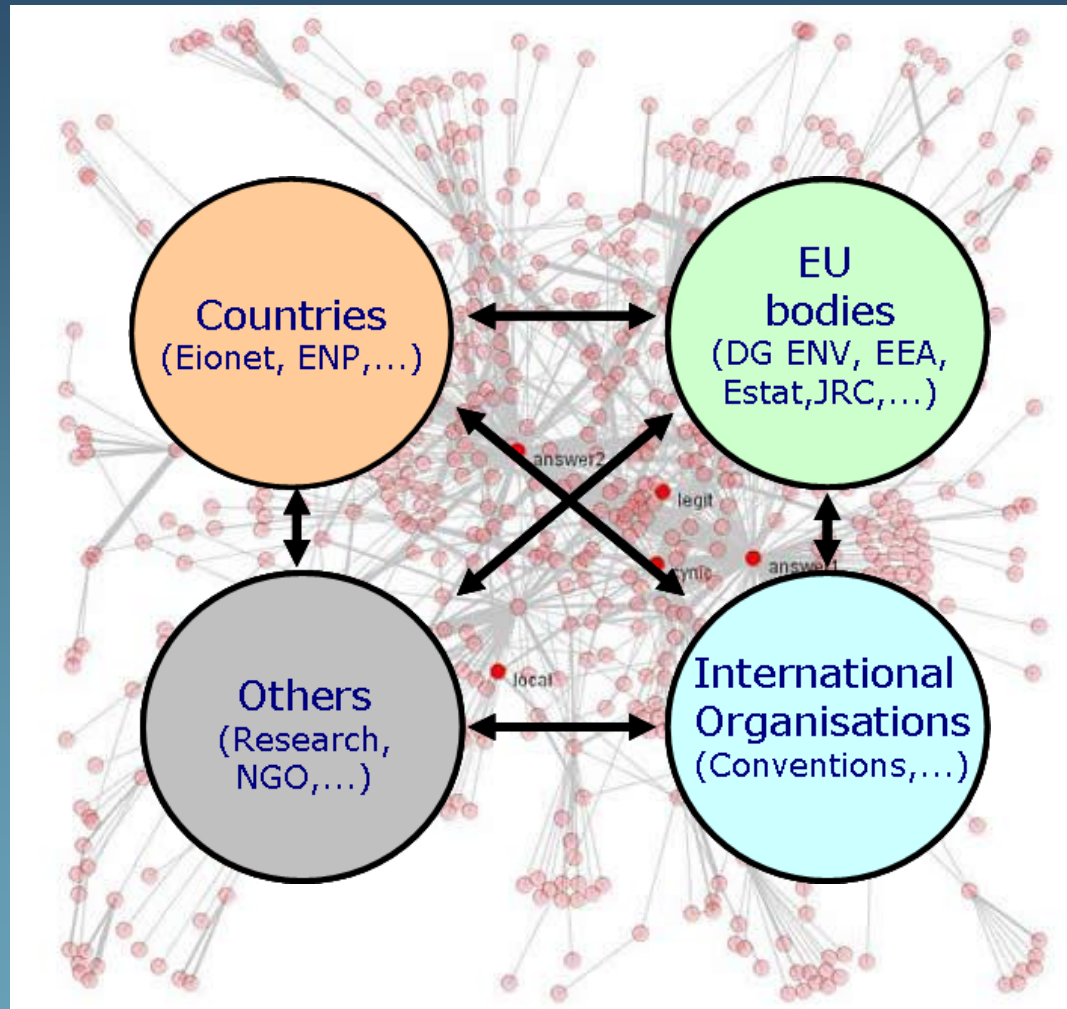 Countries
(Eionet, ENP,...)
EU
bodies
(DG ENV, EEA,
Estat,JRC,...)
answer2
legit
cynic
answer1
local
Others
(Research,
NGO,...)
International
Organisations
(Conventions,...)